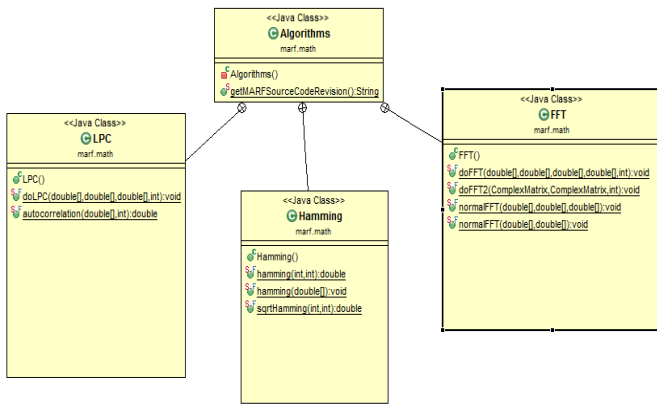 <<Java Class>>
Algorithms
marf.math
Algorithms()
getMARFSourceCodeRevision():String
<<Java Class>>
LPC
marf.math
LPC()
doLPC(double[],double[],double[],int):void
autocorrelation(double[],int):double
<<Java Class>>
Hamming
marf.math
Hamming()
hamming(int,int):double
hamming(double[]):void
sqrtHamming(int,int):double
<<Java Class>>
FFT
marf.math
FFT()
doFFT(double[],double[],double[],double[],int):void
doFFT2(ComplexMatrix,ComplexMatrix,int):void
normalFFT(double[],double[],double[]):void
normalFFT(double[],double[]):void